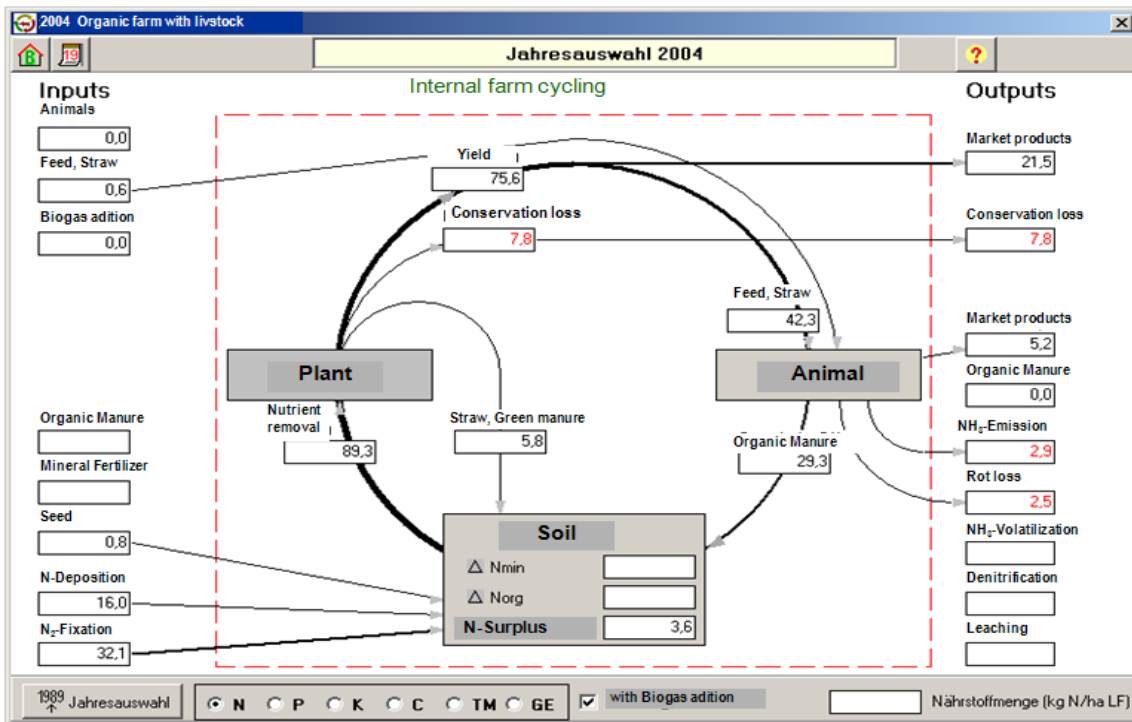 2004 Organic farm with livstock
Jahresauswahl 2004
B
19
?
Inputs
Internal farm cycling
Outputs
Animals
0,0
Feed, Straw
0,6
Biogas adition
0,0
Yield
75,6
Conservation loss
7,8
Market products
21,5
Conservation loss
7,8
Feed, Straw
42,3
Market products
5,2
Organic Manure
0,0
Plant
Animal
Nutrient
removal
89,3
Straw, Green manure
5,8
Organic Manure
29,3
NH₃-Emission
2,9
Rot loss
2,5
NH₃-Volatilization
Denitrification
Leaching
Organic Manure
Mineral Fertilizer
Seed
0,8
N-Deposition
16,0
N₂-Fixation
32,1
Soil
△ Nmin
△ Norg
N-Surplus 3,6
1989 Jahresauswahl
N P K C TM GE
with Biogas adition
Nährstoffmenge (kg N/ha LF)